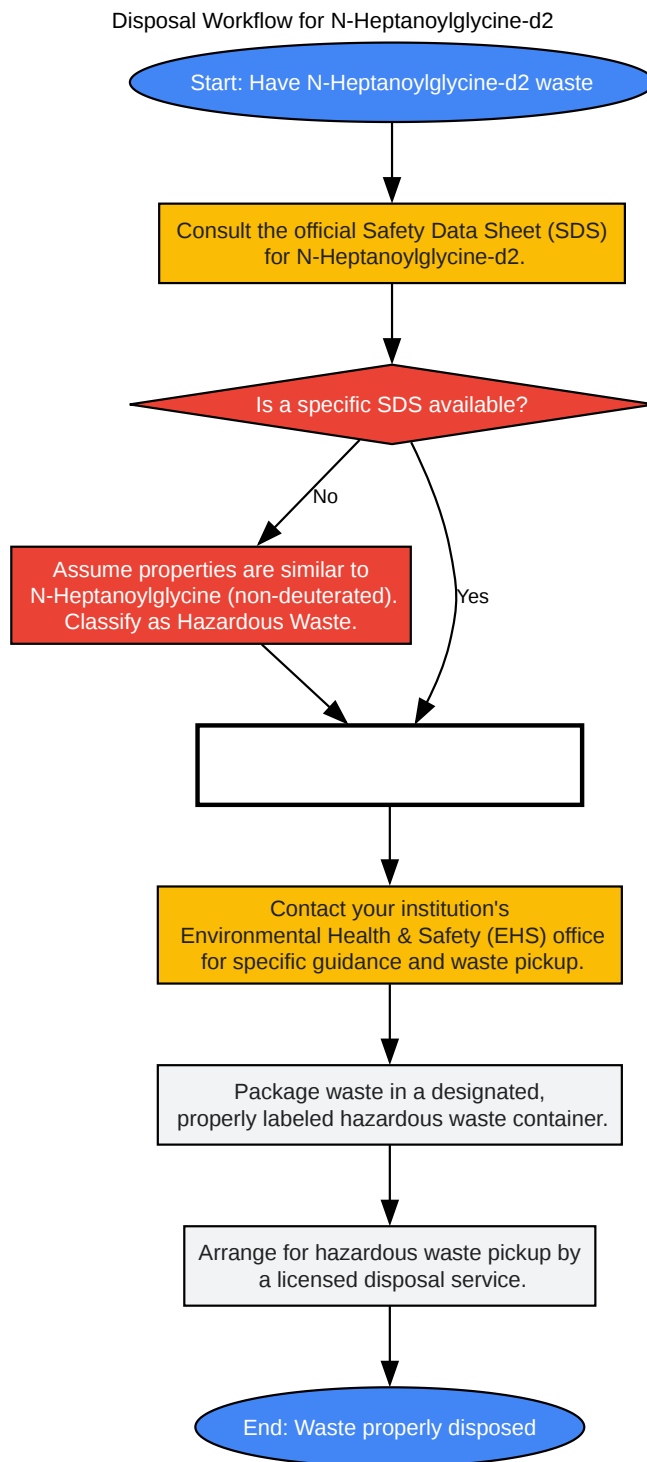 Disposal Workflow for N-Heptanoylglycine-d2
Start: Have N-Heptanoylglycine-d2 waste
Consult the official Safety Data Sheet (SDS)
for N-Heptanoylglycine-d2.
Is a specific SDS available?
No
Assume properties are similar to
N-Heptanoylglycine (non-deuterated).
Classify as Hazardous Waste.
Yes
Contact your institution's
Environmental Health & Safety (EHS) office
for specific guidance and waste pickup.
Package waste in a designated,
properly labeled hazardous waste container.
Arrange for hazardous waste pickup by
a licensed disposal service.
End: Waste properly disposed